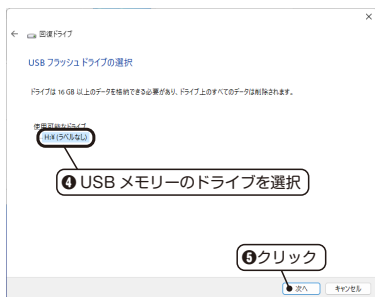 回復ドライブ
USB フラッシュ ドライブの選択
ドライブは 16 GB 以上のデータを格納できる必要があり、ドライブ上のすべてのデータは削除されます。
使用可能なドライブ
H:¥ (ラベルなし)
❹ USB メモリーのドライブを選択
❺クリック
次へ
キャンセル